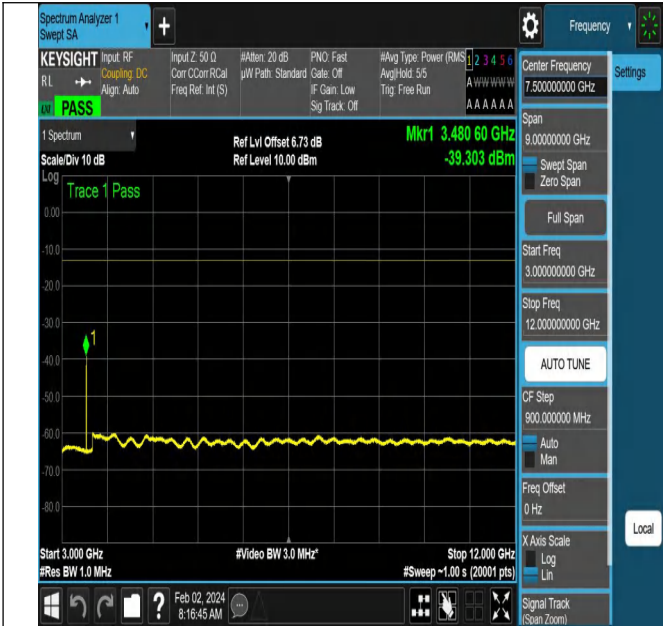 Spectrum Analyzer 1
Swept SA
+
Frequency
KEYSIGHT
RL
Input: RF
Coupling: DC
Align: Auto
Input Z: 50 Ω
Corr CCorr RCal
Freq Ref: Int (S)
#Atten: 20 dB
µW Path: Standard
PNO: Fast
Gate: Off
IF Gain: Low
Sig Track: Off
#Avg Type: Power (RMS
Avg|Hold: 5/5
Trig: Free Run
1 2 3 4 5 6
A W W W W W
A A A A A A
PASS
1 Spectrum
Scale/Div 10 dB
Ref Lvl Offset 6.73 dB
Ref Level 10.00 dBm
Mkr1 3.480 60 GHz
-39.303 dBm
Log
Trace 1 Pass
0.00
-10.0
-20.0
-30.0
1
-40.0
-50.0
-60.0
-70.0
-80.0
Start 3.000 GHz
#Res BW 1.0 MHz
#Video BW 3.0 MHz*
Stop 12.000 GHz
#Sweep ~1.00 s (20001 pts)
Feb 02, 2024
8:16:45 AM
?
Center Frequency
7.500000000 GHz
Settings
Span
9.00000000 GHz
Swept Span
Zero Span
Full Span
Start Freq
3.000000000 GHz
Stop Freq
12.000000000 GHz
AUTO TUNE
CF Step
900.000000 MHz
Auto
Man
Freq Offset
0 Hz
Local
X Axis Scale
Log
Lin
Signal Track
(Span Zoom)